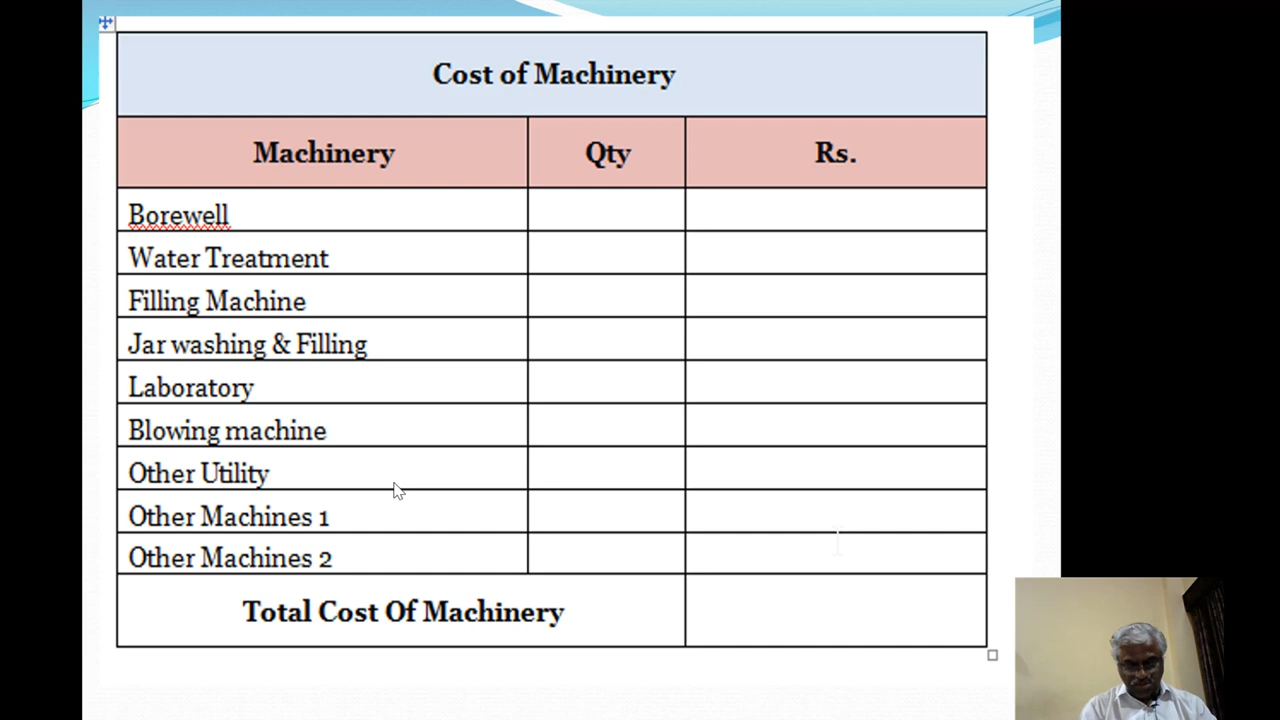 Cost of Machinery
Machinery Qty Rs.
Borewell
Water Treatment
Filling Machine
Jar washing & Filling
Laboratory
Blowing machine
Other Utility
Other Machines 1
Other Machines 2
Total Cost Of Machinery